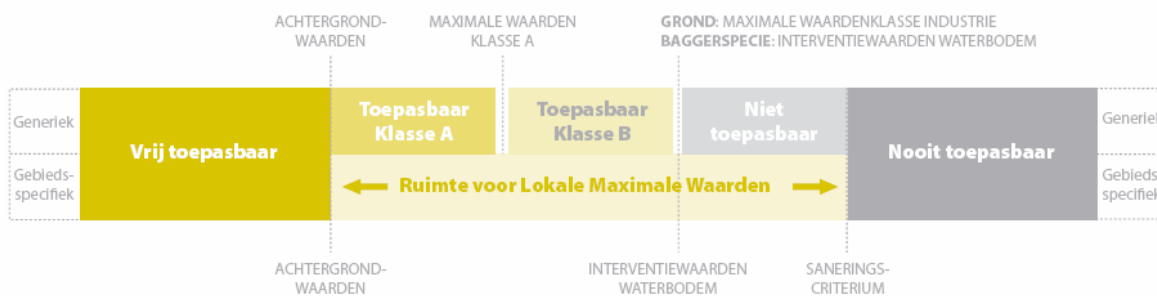 ACHTERGROND-
WAARDEN
MAXIMALE WAARDEN
KLASSE A
GROND: MAXIMALE WAARDENKLASSE INDUSTRIE
BAGGERSPECIE: INTERVENTIEWAARDEN WATERBODEM
Generiek
Vrij toepasbaar
Toepasbaar
Klasse A
Toepasbaar
Klasse B
Niet
toepasbaar
Nooit toepasbaar
Generiek
Gebieds-
specifiek
Ruimte voor Lokale Maximale Waarden
Gebieds
specifiek
ACHTERGROND-
WAARDEN
INTERVENTIEWAARDEN
WATERBODEM
SANERINGS-
CRITERIUM